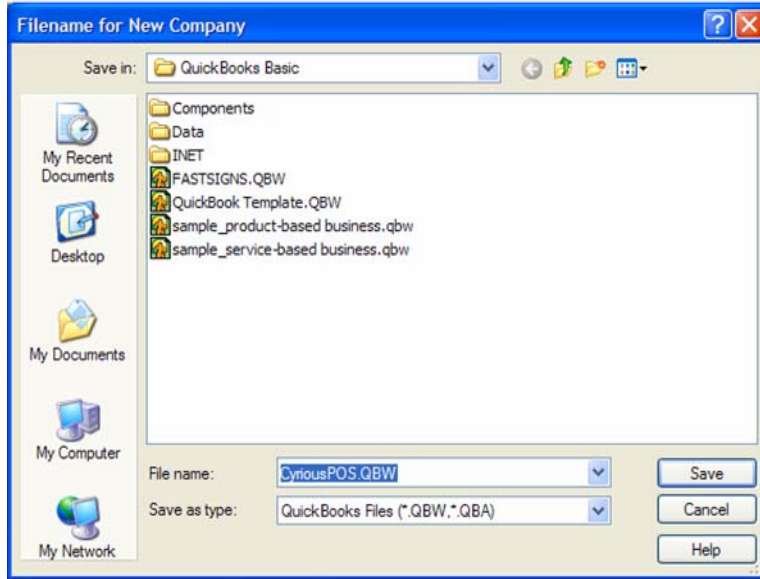 Filename for New Company
Save in:
QuickBooks Basic
My Recent
Documents
Desktop
My Documents
My Computer
My Network
Components
Data
INET
FASTSIGNS.QBW
QuickBook Template.QBW
sample_product-based business.qbw
sample_service-based business.qbw
File name:
CyriousPOS.QBW
Save
Save as type:
QuickBooks Files (*.QBW,*.QBA)
Cancel
Help